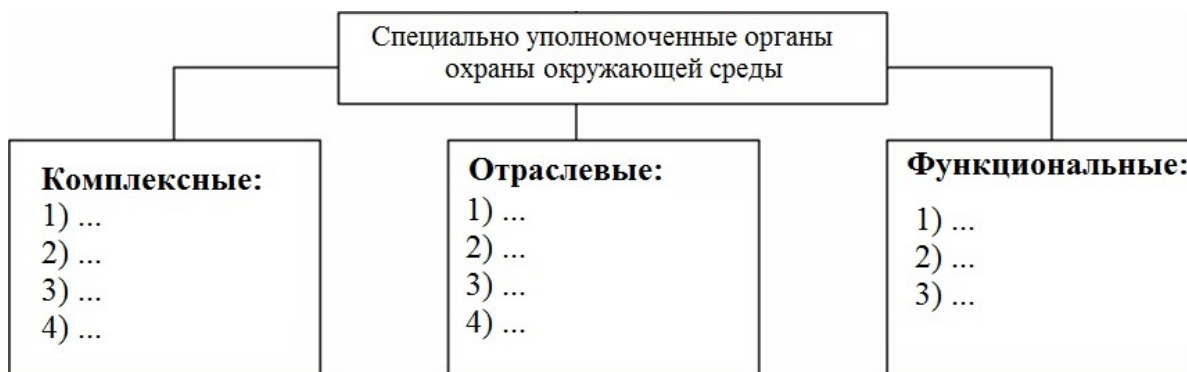 Специально уполномоченные органы
охраны окружающей среды
Комплексные:
1) ...
2) ...
3) ...
4) ...
Отраслевые:
1) ...
2) ...
3) ...
4) ...
Функциональные:
1) ...
2) ...
3) ...